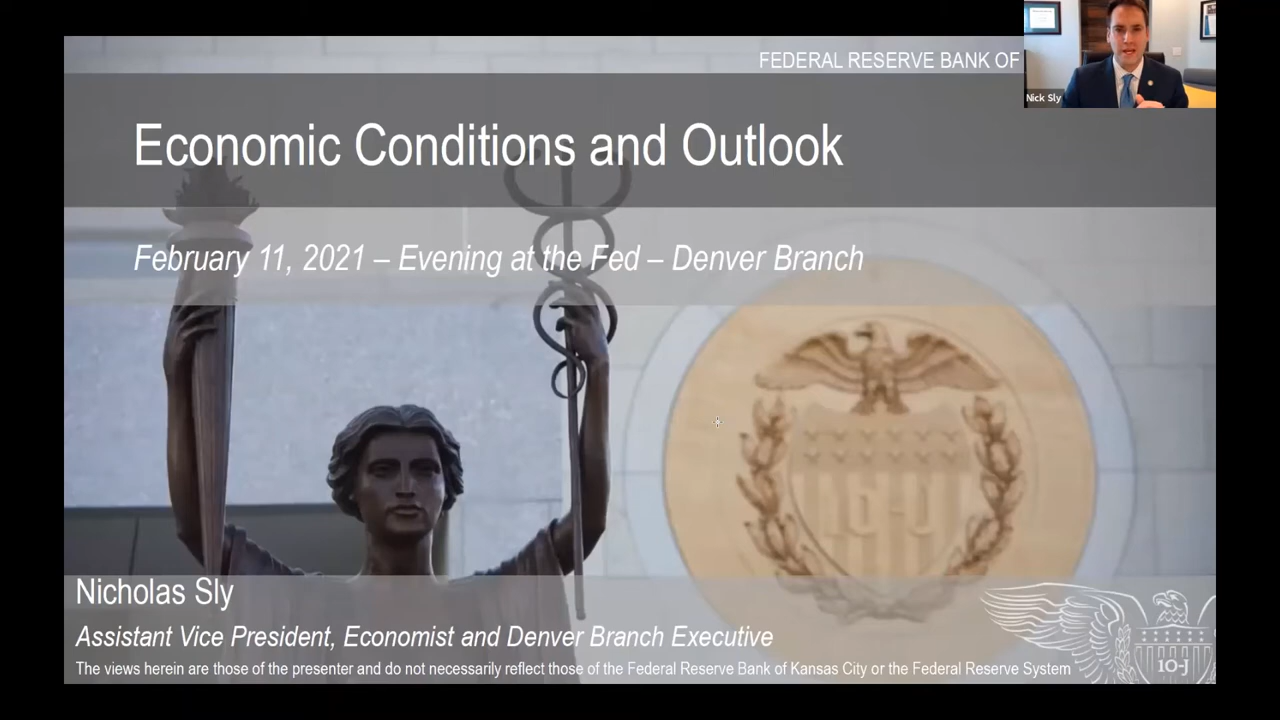 FEDERAL RESERVE BANK OF
Nick Sly
Economic Conditions and Outlook
February 11, 2021 – Evening at the Fed – Denver Branch
10-J
Nicholas Sly
Assistant Vice President, Economist and Denver Branch Executive
The views herein are those of the presenter and do not necessarily reflect those of the Federal Reserve Bank of Kansas City or the Federal Reserve System
10-J